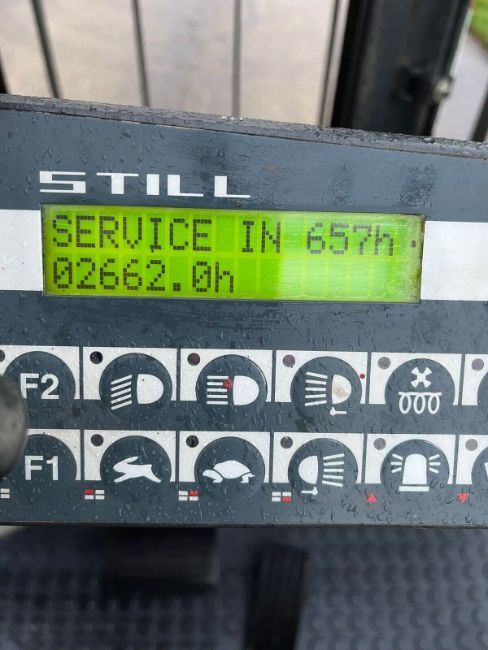 STILL
SERVICE IN 657h
02662.0h
F2
F1